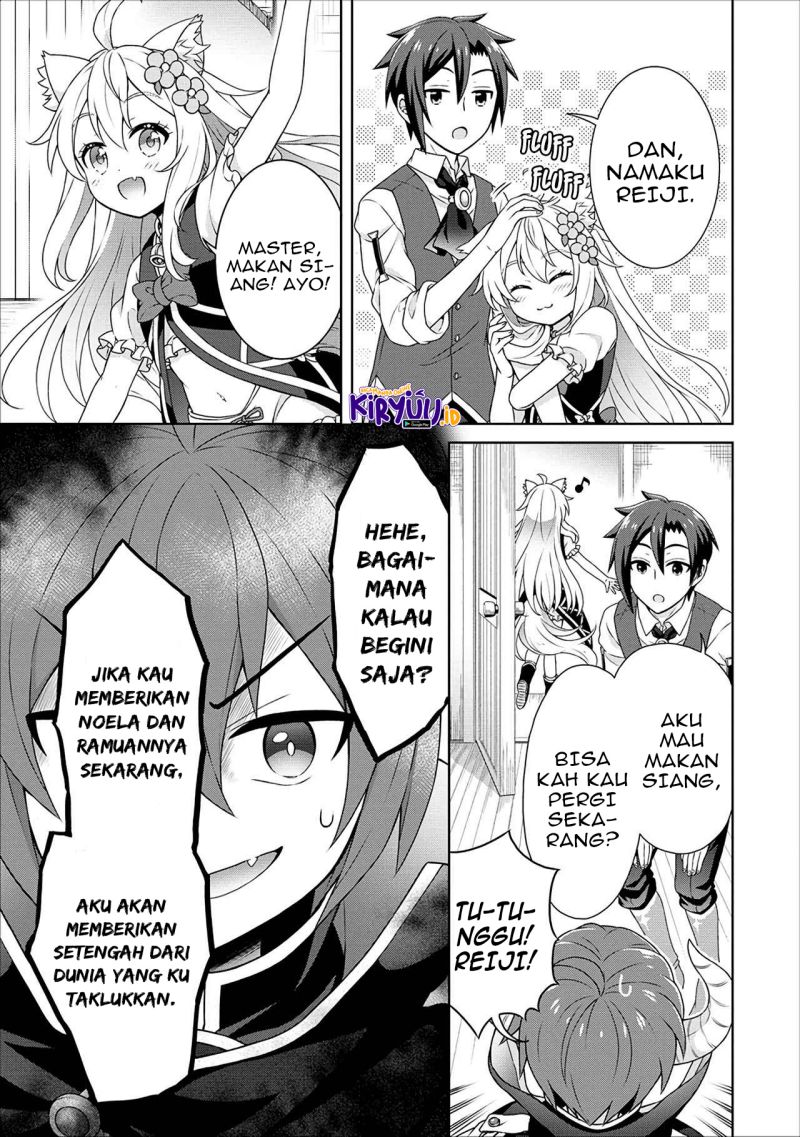 DAN,
NAMAKU
REIJI.
FLUFF
FLUFF
MASTER,
MAKAN SI-
ANG! AYO!
KIRYUU.ID
AKU
MAU
MAKAN
SIANG,
BISA
KAH KAU
PERGI
SEKA-
RANG?
TU-TU-
NGGU!
REIJI!
HEHE,
BAGAI-
MANA
KALAU
BEGINI
SAJA?
JIKA KAU
MEMBERIKAN
NOELA DAN
RAMUANNYA
SEKARANG,
AKU AKAN
MEMBERIKAN
SETENGAH DARI
DUNIA YANG KU
TAKLUKKAN.